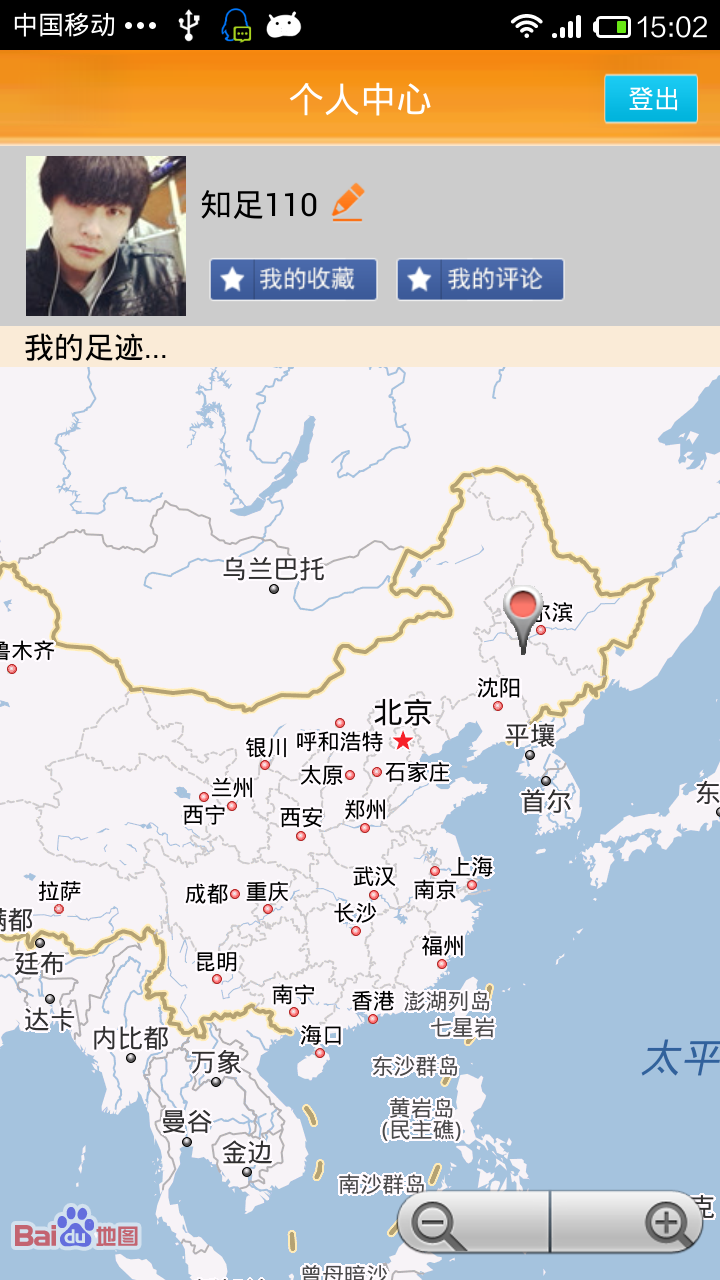 中国移动 ••• 15:02
个人中心
登出
知足110
我的收藏
我的评论
我的足迹...
乌兰巴托
尔滨
鲁木齐
沈阳
北京
平壤
银川
呼和浩特
太原
石家庄
兰州
首尔
东
西宁
西安
郑州
上海
武汉
南京
拉萨
成都
重庆
长沙
满都
福州
廷布
昆明
南宁
香港
澎湖列岛
达卡
七星岩
内比都
海口
万象
东沙群岛
太平
黄岩岛
(民主礁)
曼谷
金边
南沙群岛
克
Bai du 地图
曾母暗沙